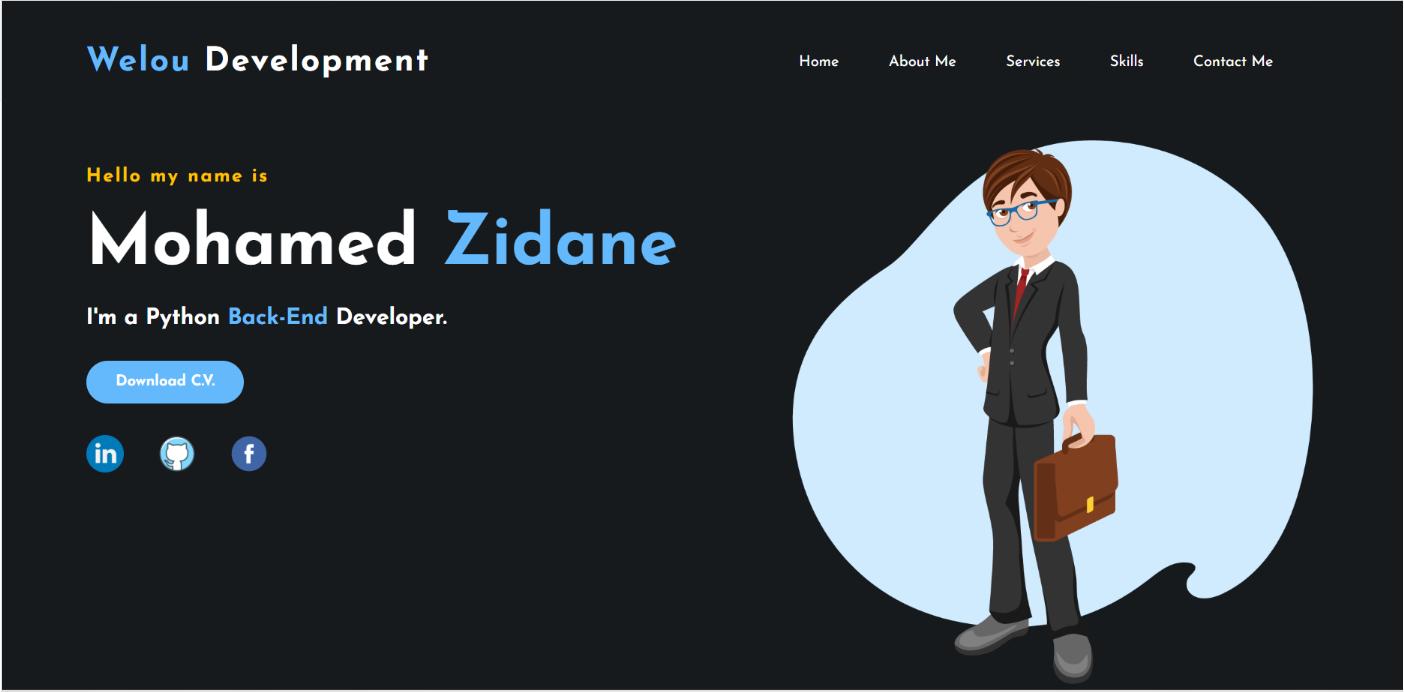 Welou Development
Home About Me Services Skills Contact Me
Hello my name is
Mohamed Zidane
I'm a Python Back-End Developer.
Download C.V.
in
f